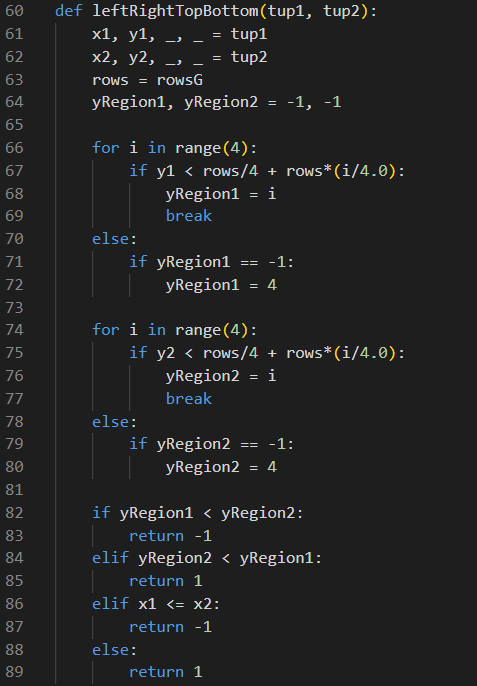 60 def leftRightTopBottom(tup1, tup2):
61     x1, y1, _, _ = tup1
62     x2, y2, _, _ = tup2
63     rows = rowsG
64     yRegion1, yRegion2 = -1, -1
65
66     for i in range(4):
67         if y1 < rows/4 + rows*(i/4.0):
68             yRegion1 = i
69             break
70     else:
71         if yRegion1 == -1:
72             yRegion1 = 4
73
74     for i in range(4):
75         if y2 < rows/4 + rows*(i/4.0):
76             yRegion2 = i
77             break
78     else:
79         if yRegion2 == -1:
80             yRegion2 = 4
81
82     if yRegion1 < yRegion2:
83         return -1
84     elif yRegion2 < yRegion1:
85         return 1
86     elif x1 <= x2:
87         return -1
88     else:
89         return 1